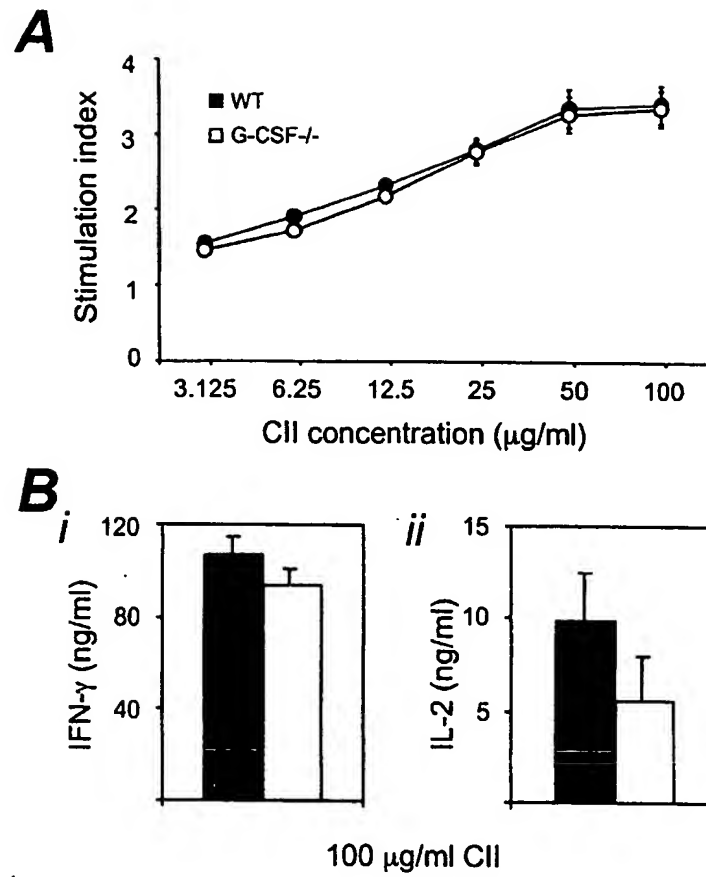 A
Stimulation index
4
3
2
1
0
WT
G-CSF-/-
3.125 6.25 12.5 25 50 100
CII concentration (μg/ml)
B
i
IFN-γ (ng/ml)
120
80
40
ii
IL-2 (ng/ml)
15
10
5
100 μg/ml CII